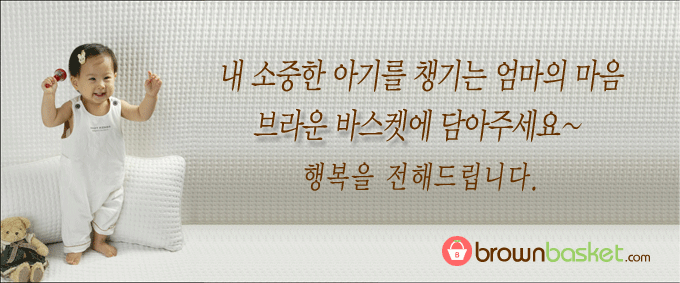 내 소중한 아기를 챙기는 엄마의 마음
브라운 바스켓에 담아주세요~
행복을 전해드립니다.
B brownbasket.com